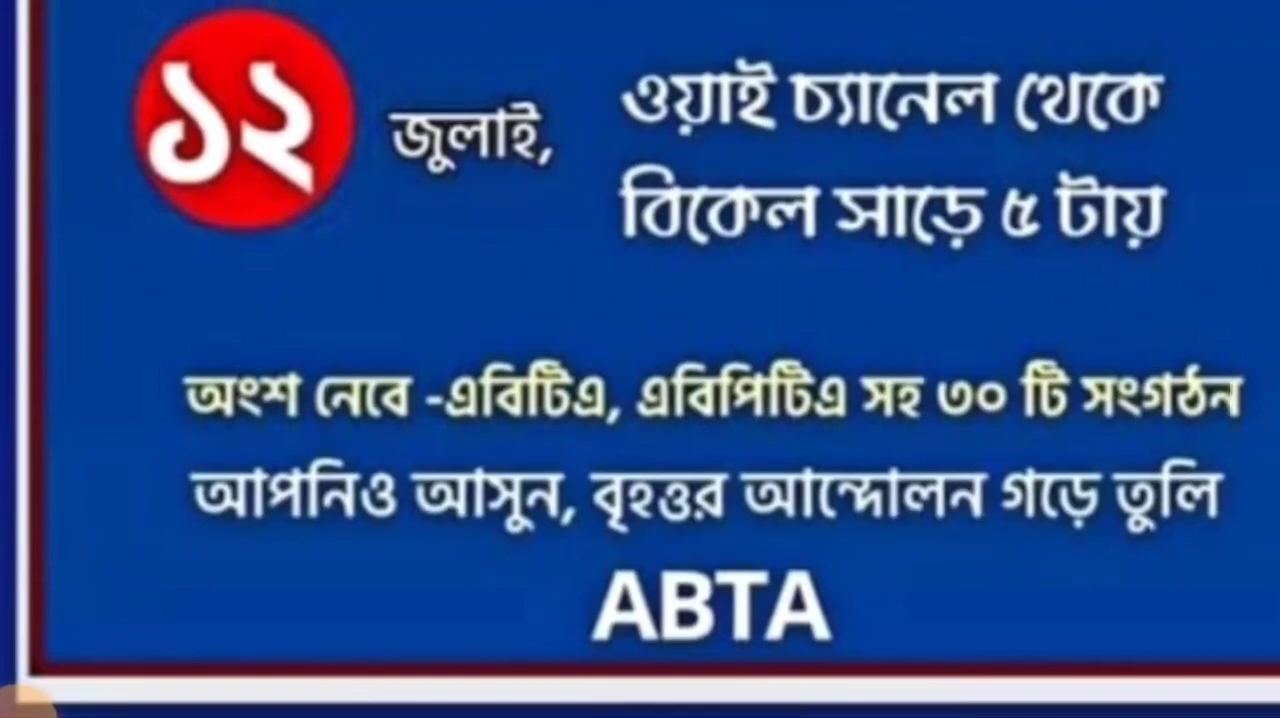 ১২ জুলাই,
ওয়াই চ্যানেল থেকে
বিকেল সাড়ে ৫ টায়
অংশ নেবে -এবিটিএ, এবিপিটিএ সহ ৩০ টি সংগঠন
আপনিও আসুন, বৃহত্তর আন্দোলন গড়ে তুলি
ABTA